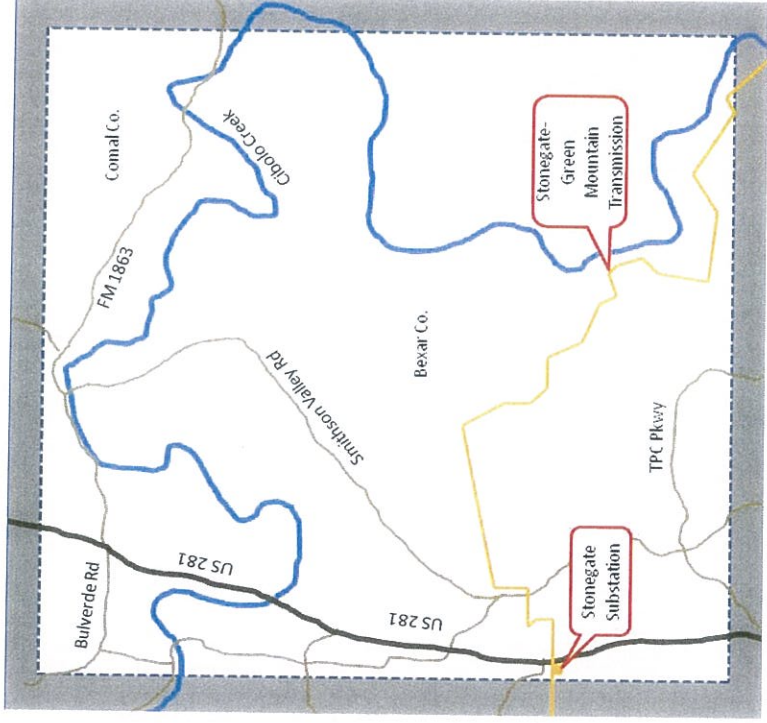 Comal Co.
Cibolo Creek
FM 1863
Stonegate-
Green
Mountain
Transmission
Bexar Co.
Smithson Valley Rd
TPC Pkwy
US 281
Bulverde Rd
US 281
Stonegate
Substation